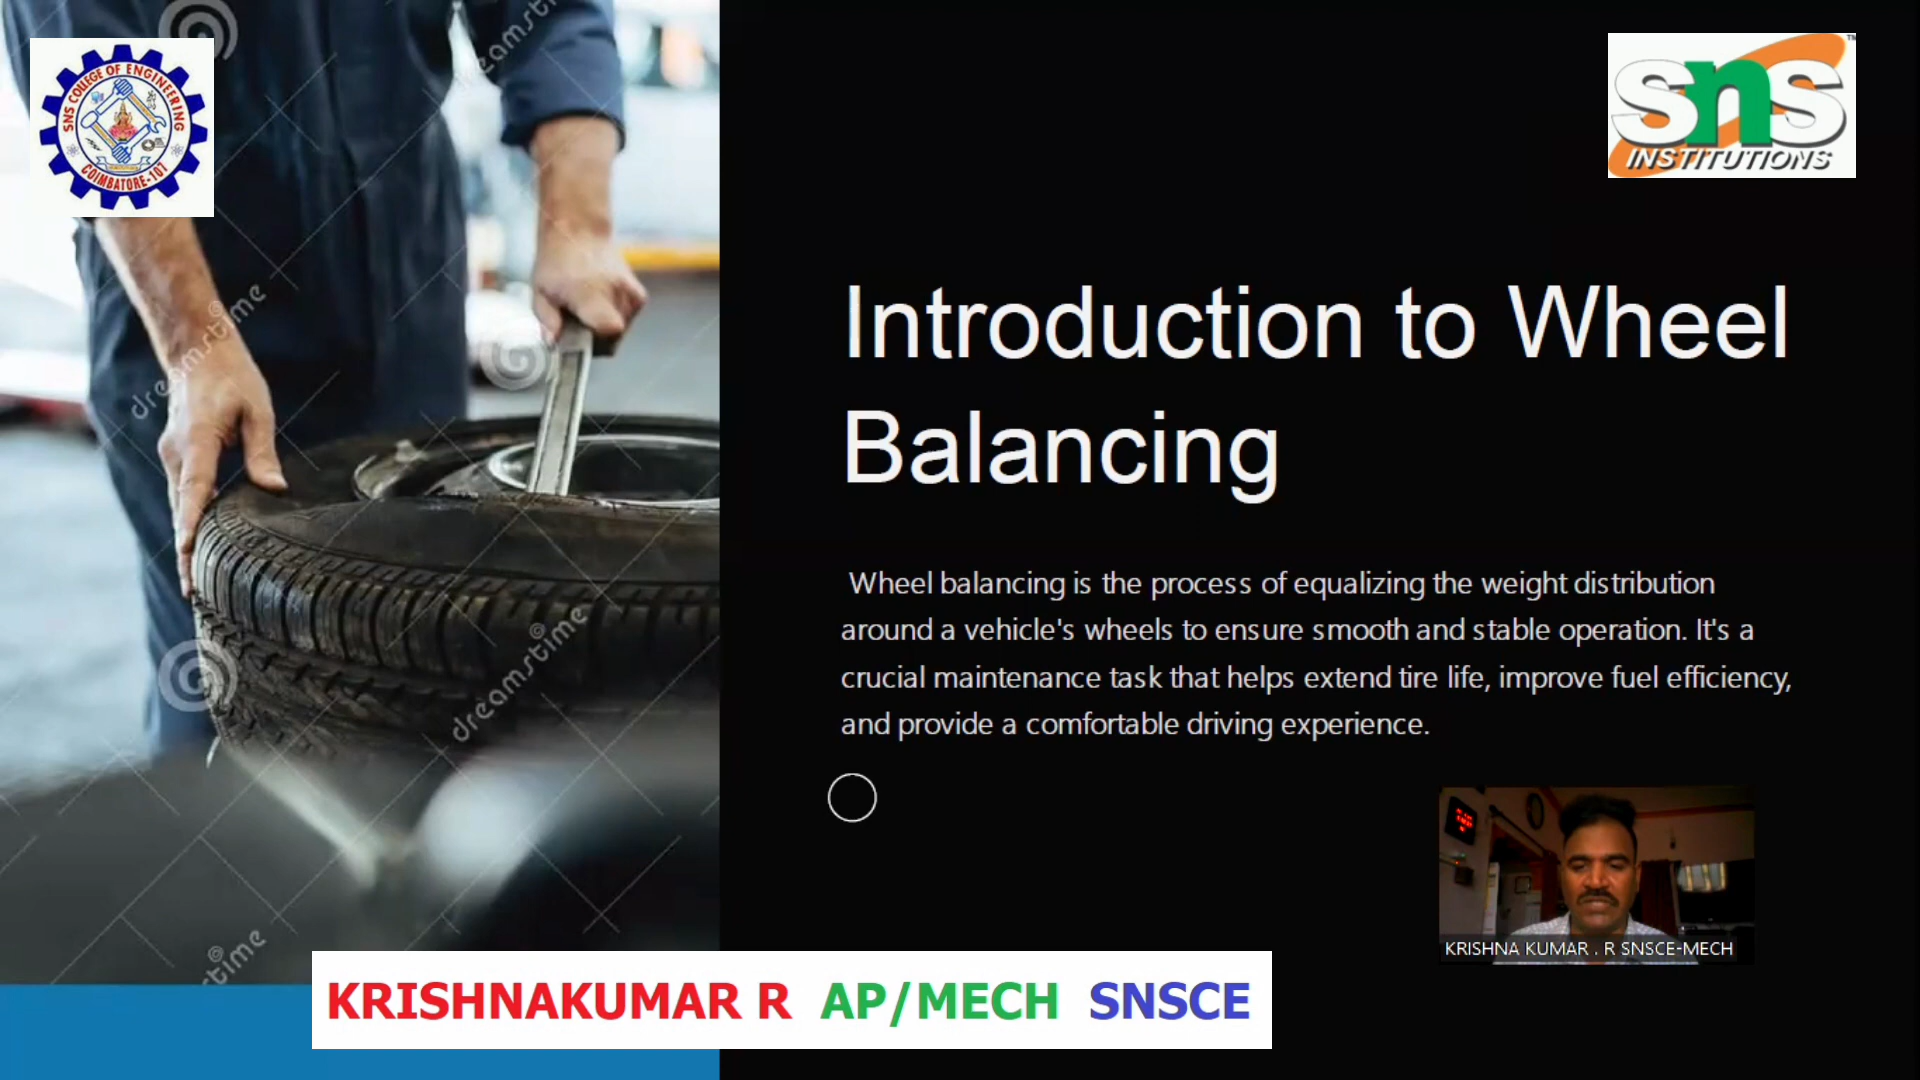 SNS COLLEGE OF ENGINEERING
COIMBATORE-107
sns
INSTITUTIONS
TM
Introduction to Wheel
Balancing
Wheel balancing is the process of equalizing the weight distribution
around a vehicle's wheels to ensure smooth and stable operation. It's a
crucial maintenance task that helps extend tire life, improve fuel efficiency,
and provide a comfortable driving experience.
dreamstime
dreamstime
dreamstime
KRISHNA KUMAR . R SNSCE-MECH
KRISHNAKUMAR R AP/MECH SNSCE